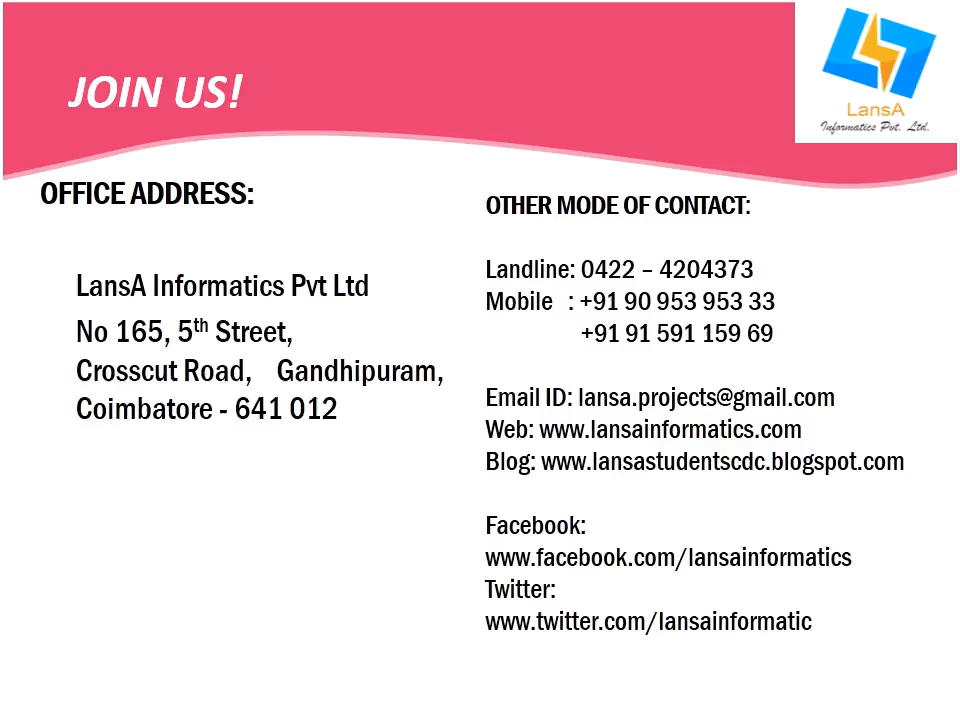 JOIN US!
LansA
Informatics Pvt. Ltd.
OFFICE ADDRESS:
LansA Informatics Pvt Ltd
No 165, 5th Street,
Crosscut Road, Gandhipuram,
Coimbatore - 641 012
OTHER MODE OF CONTACT:
Landline: 0422 – 4204373
Mobile : +91 90 953 953 33
+91 91 591 159 69
Email ID: lansa.projects@gmail.com
Web: www.lansainformatics.com
Blog: www.lansastudentscdc.blogspot.com
Facebook:
www.facebook.com/lansainformatics
Twitter:
www.twitter.com/lansainformatic